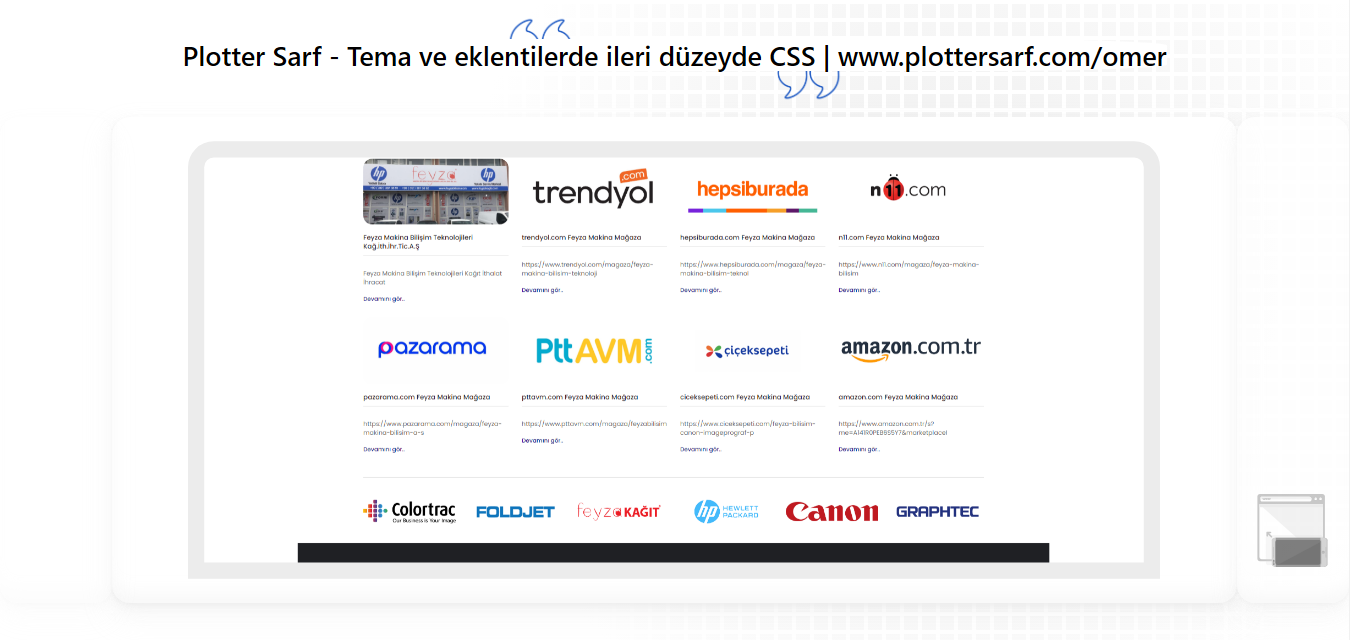 Plotter Sarf - Tema ve eklentilerde ileri düzeyde CSS | www.plottersarf.com/omer
hp feyza hp
trendyol .com
hepsiburada
n11.com
Feyza Makina Bilişim Teknolojileri
Kağ.İth.İhr.Tic.A.Ş
Feyza Makina Bilişim Teknolojileri Kağıt İthalat
İhracat
Devamını gör..
trendyol.com Feyza Makina Mağaza
https://www.trendyol.com/magaza/feyza-
makina-bilisim-teknoloji
Devamını gör..
hepsiburada.com Feyza Makina Mağaza
https://www.hepsiburada.com/magaza/feyza-
makina-bilisim-teknol
Devamını gör..
n11.com Feyza Makina Mağaza
https://www.n11.com/magaza/feyza-makina-
bilisim
Devamını gör..
pazarama
PttAVM .com
çiçeksepeti
amazon.com.tr
pazarama.com Feyza Makina Mağaza
https://www.pazarama.com/magaza/feyza-
makina-bilisim-a-s
Devamını gör..
pttavm.com Feyza Makina Mağaza
https://www.pttavm.com/magaza/feyzabilisim
Devamını gör..
ciceksepeti.com Feyza Makina Mağaza
https://www.ciceksepeti.com/feyza-bilisim-
canon-imageprograf-p
Devamını gör..
amazon.com Feyza Makina Mağaza
https://www.amazon.com.tr/s?
Devamını gör..
Colortrac
Our Business is Your Image
FOLDJET
feyza KAĞIT
hp HEWLETT
PACKARD
Canon
GRAPHTEC